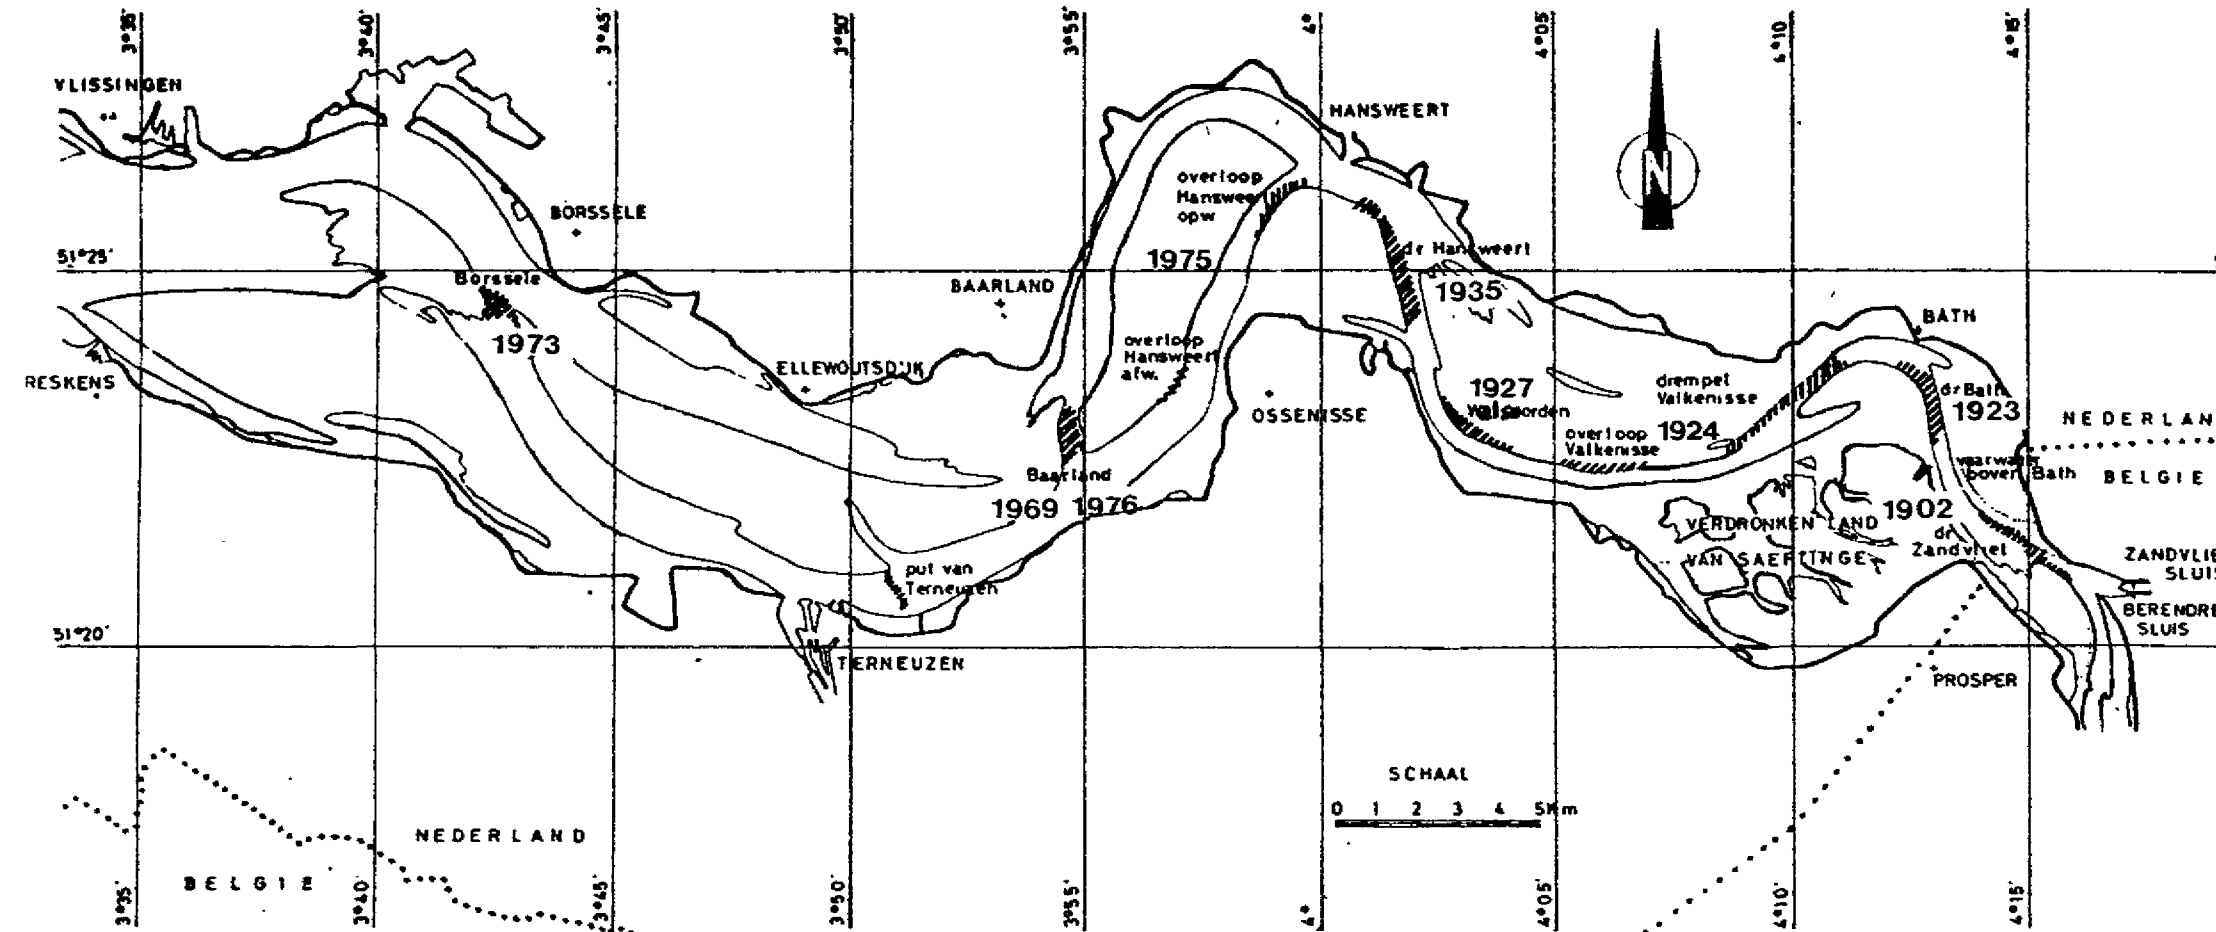 3°35'
3°40'
3°45'
3°50'
3°55'
4°
4°05'
4°10'
4°15'
VLISSINGEN
HANSWEERT
N
overloop
Hansweert
opw
BORSSELE
51°25'
1975
dr Hansweert
Borssele
BAARLAND
1935
1973
BATH
overloop
Hansweert
afw.
RESKENS
ELLEWOUTSDIJK
1927
Walsoorden
drempel
Valkenisse
dr Bath
1923
OSSENISSE
overloop
Valkenisse
1924
NEDERLAN
BELGIE
vaarwater
boven Bath
Baarland
1969 1976
1902
VERDRONKEN LAND
VAN SAEFTINGE
dr
Zandvliet
ZANDVLIE
SLUIS
put van
Terneuzen
BERENDRE
SLUIS
51°20'
TERNEUZEN
PROSPER
SCHAAL
0 1 2 3 4 5Km
NEDERLAND
BELGIE
3°35'
3°40'
3°45'
3°50'
3°55'
4°
4°05'
4°10'
4°15'